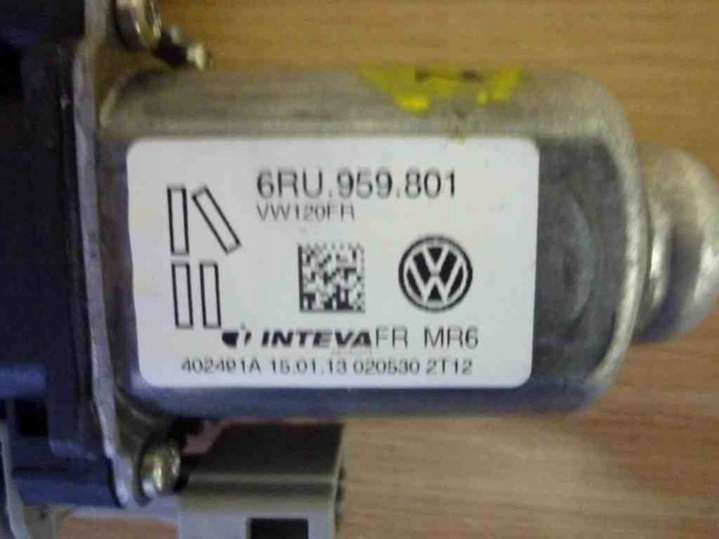 6RU.959.801
VW120FR
INTEVA FR MR6
402491A 15.01.13 020530 2T12